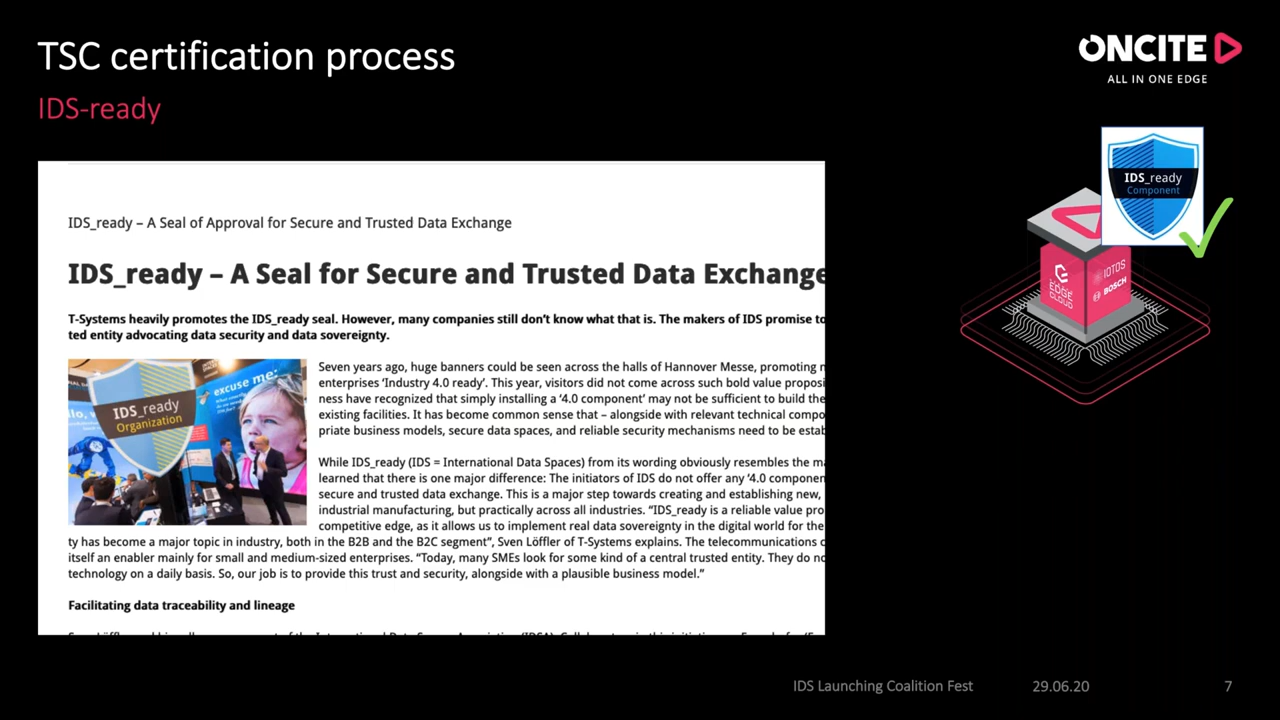 TSC certification process
IDS-ready
ONCITE
ALL IN ONE EDGE
IDS_ready
Component
EDGE
CLOUD
IOTOS
BOSCH
IDS_ready – A Seal of Approval for Secure and Trusted Data Exchange
IDS_ready – A Seal for Secure and Trusted Data Exchange
T-Systems heavily promotes the IDS_ready seal. However, many companies still don't know what that is. The makers of IDS promise to
ted entity advocating data security and data sovereignty.
excuse me:
IDS_ready
Organization
Seven years ago, huge banners could be seen across the halls of Hannover Messe, promoting
enterprises ‘Industry 4.0 ready’. This year, visitors did not come across such bold value proposi
ness have recognized that simply installing a ‘4.0 component’ may not be sufficient to build the
existing facilities. It has become common sense that – alongside with relevant technical compo
priate business models, secure data spaces, and reliable security mechanisms need to be estab
While IDS_ready (IDS = International Data Spaces) from its wording obviously resembles the ma
learned that there is one major difference: The initiators of IDS do not offer any ‘4.0 componen
secure and trusted data exchange. This is a major step towards creating and establishing new,
industrial manufacturing, but practically across all industries. “IDS_ready is a reliable value pro
competitive edge, as it allows us to implement real data sovereignty in the digital world for the
ty has become a major topic in industry, both in the B2B and the B2C segment”, Sven Löffler of T-Systems explains. The telecommunications c
itself an enabler mainly for small and medium-sized enterprises. “Today, many SMEs look for some kind of a central trusted entity. They do no
technology on a daily basis. So, our job is to provide this trust and security, alongside with a plausible business model.”
Facilitating data traceability and lineage
IDS Launching Coalition Fest
29.06.20
7